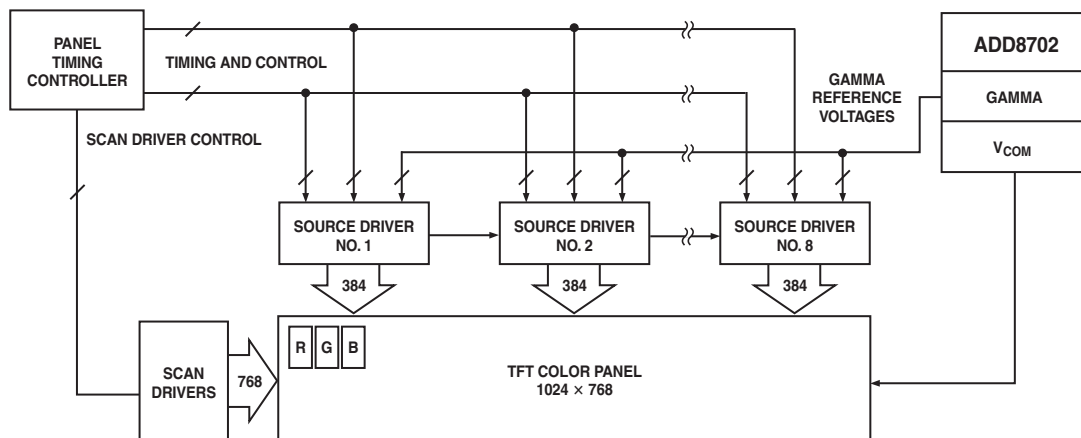 PANEL
TIMING
CONTROLLER
TIMING AND CONTROL
SCAN DRIVER CONTROL
GAMMA
REFERENCE
VOLTAGES
ADD8702
GAMMA
VCOM
SOURCE DRIVER
NO. 1
SOURCE DRIVER
NO. 2
SOURCE DRIVER
NO. 8
384
384
384
SCAN
DRIVERS
768
R G B
TFT COLOR PANEL
1024 × 768